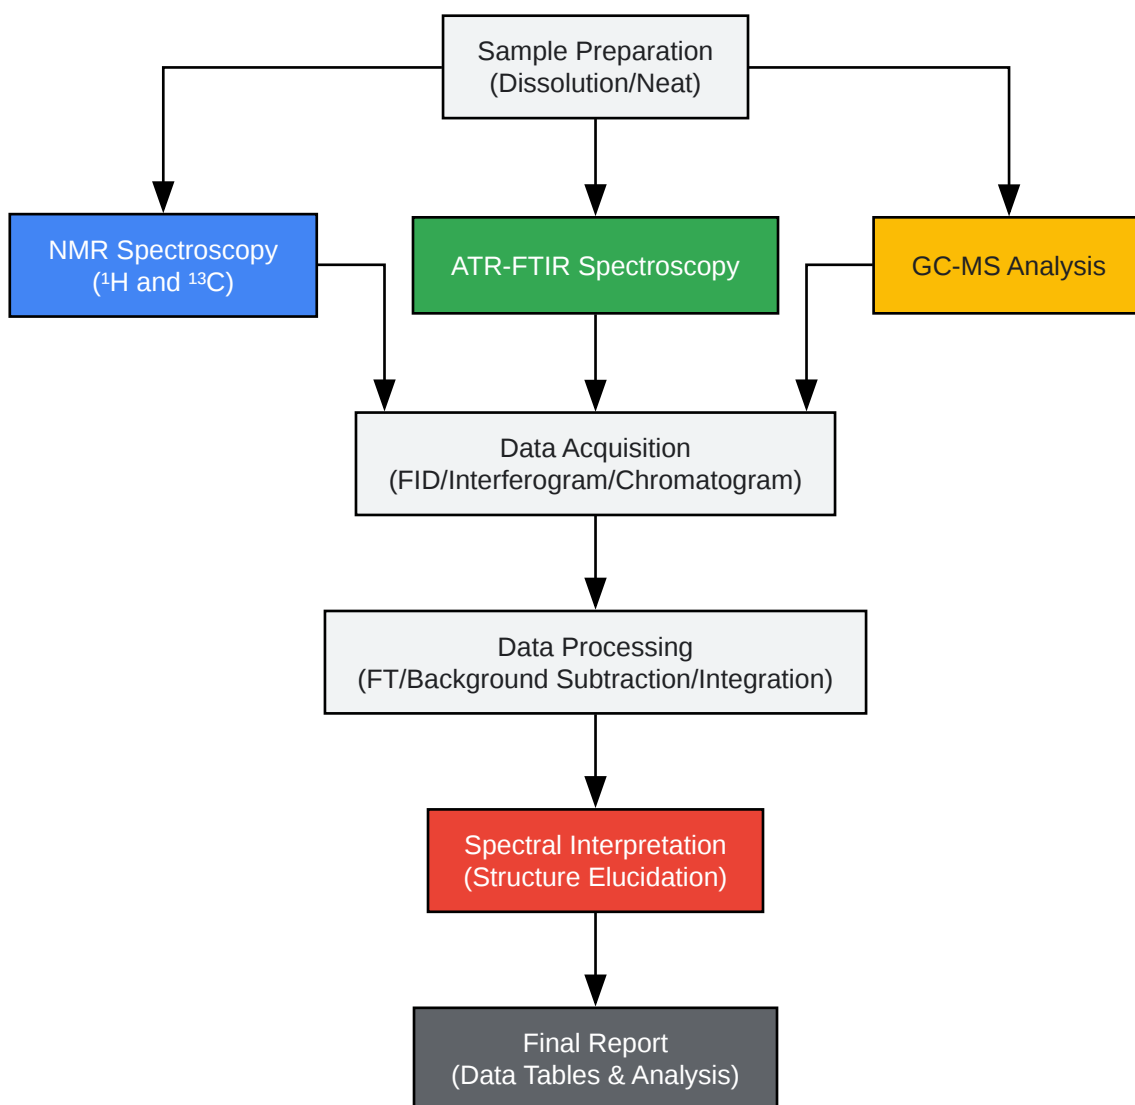 Sample Preparation
(Dissolution/Neat)
NMR Spectroscopy
(¹H and ¹³C)
ATR-FTIR Spectroscopy
GC-MS Analysis
Data Acquisition
(FID/Interferogram/Chromatogram)
Data Processing
(FT/Background Subtraction/Integration)
Spectral Interpretation
(Structure Elucidation)
Final Report
(Data Tables & Analysis)